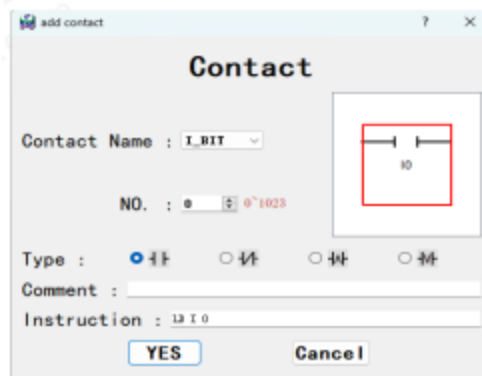 add contact
Contact
Contact Name : I_BIT
I0
NO. : 0 0~1023
Type :
Comment :
Instruction : LD I 0
YES Cancel